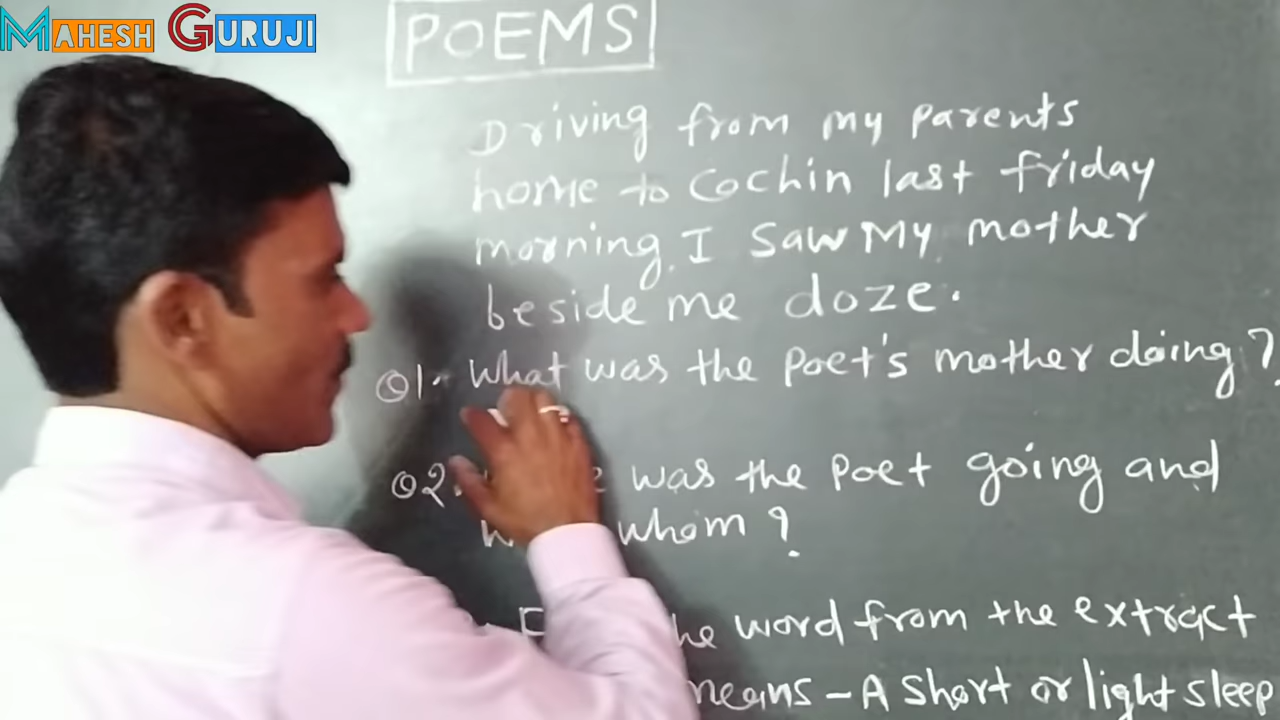 MAHESH GURUJI
POEMS
Driving from my parents
home to Cochin last friday
morning, I saw My mother
beside me doze.
Q1. What was the poet's mother doing?
Q2. was the poet going and
whom?
the word from the extract
means - A short or light sleep